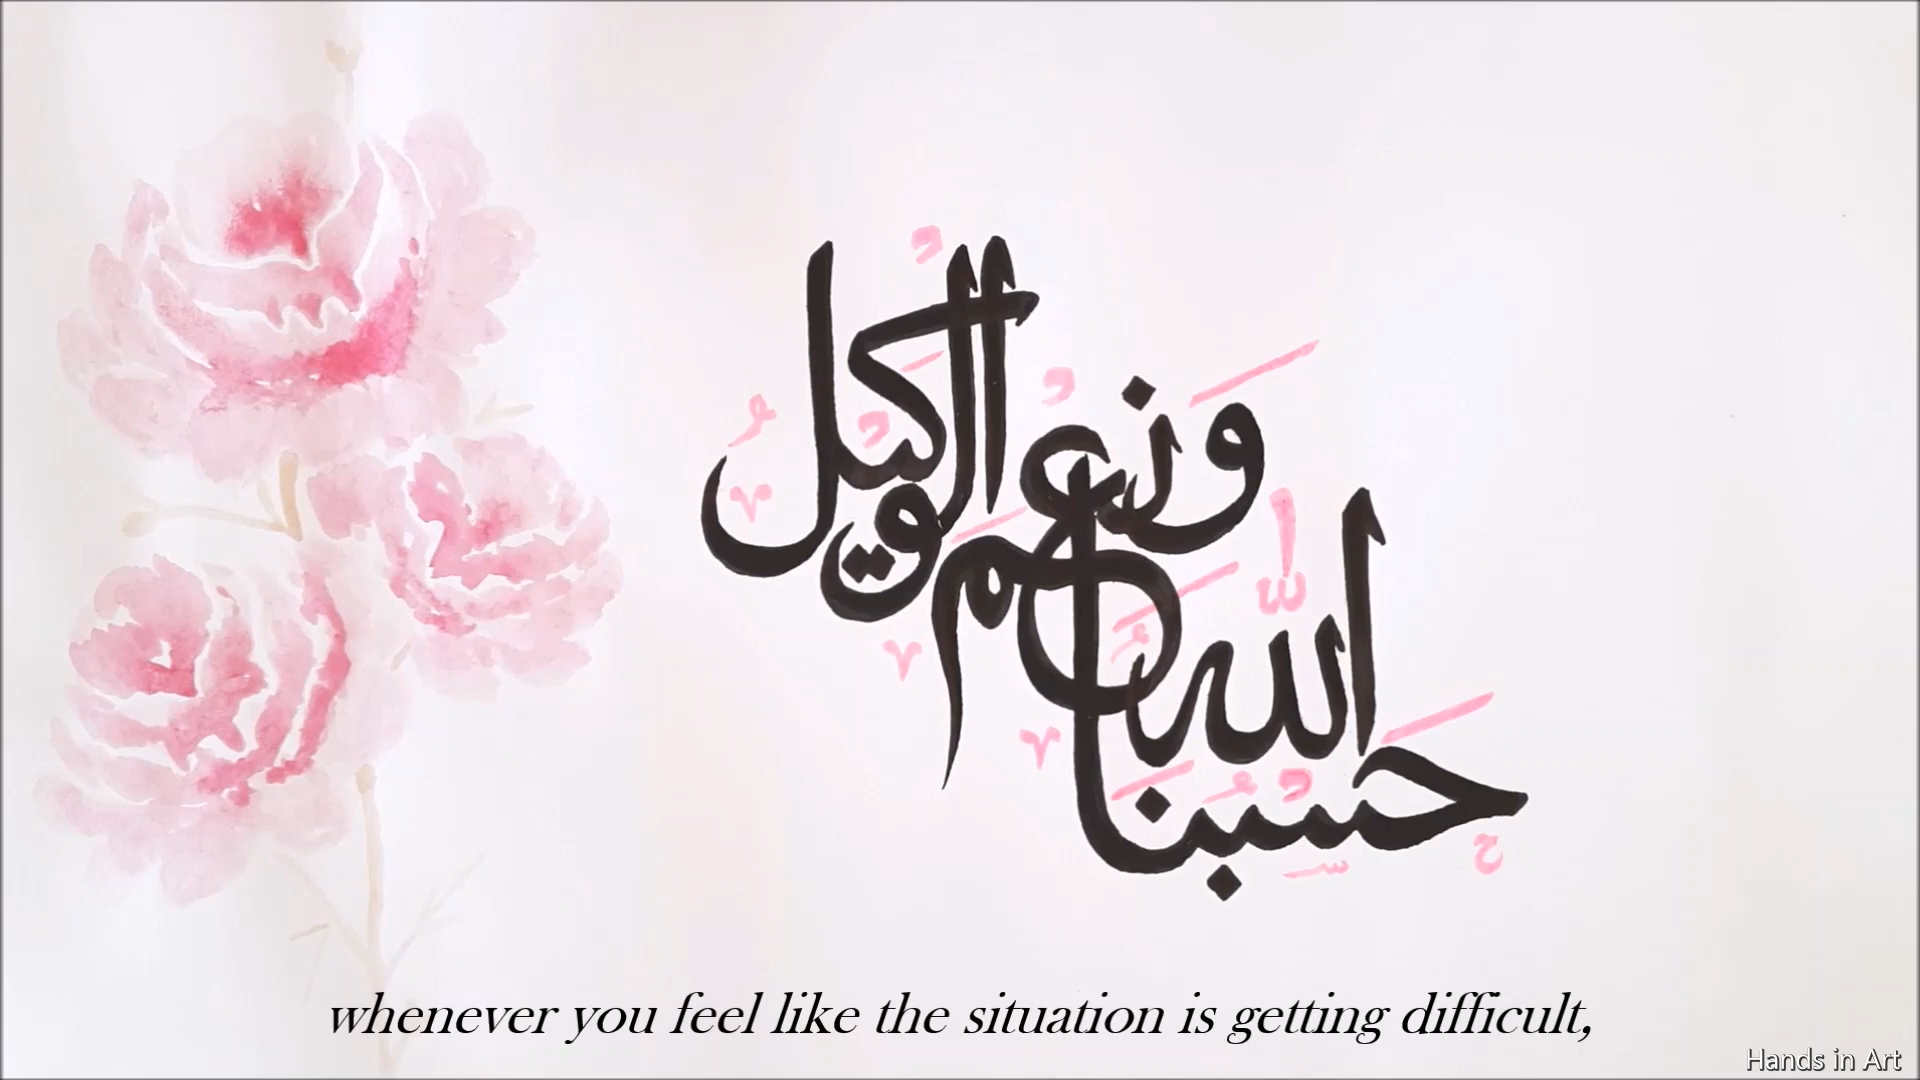 حسبنا
الله
ونعم
الوكيل
whenever you feel like the situation is getting difficult,
Hands in Art